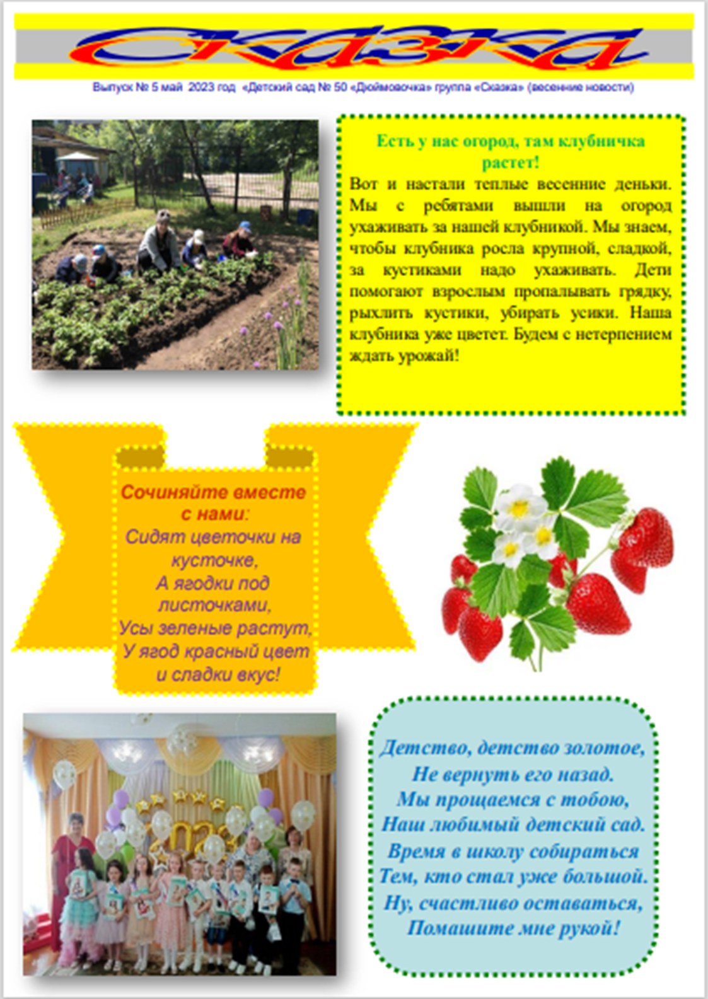 Сказка
Выпуск № 5 май 2023 год «Детский сад № 50 «Дюймовочка» группа «Сказка» (весенние новости)
Есть у нас огород, там клубничка
растет!
Вот и настали теплые весенние деньки.
Мы с ребятами вышли на огород
ухаживать за нашей клубникой. Мы знаем,
чтобы клубника росла крупной, сладкой,
за кустиками надо ухаживать. Дети
помогают взрослым пропалывать грядку,
рыхлить кустики, убирать усики. Наша
клубника уже цветет. Будем с нетерпением
ждать урожай!
Сочиняйте вместе
с нами:
Сидят цветочки на
кусточке,
А ягодки под
листочками,
Усы зеленые растут,
У ягод красный цвет
и сладки вкус!
2023
Детство, детство золотое,
Не вернуть его назад.
Мы прощаемся с тобою,
Наш любимый детский сад.
Время в школу собираться
Тем, кто стал уже большой.
Ну, счастливо оставаться,
Помашите мне рукой!